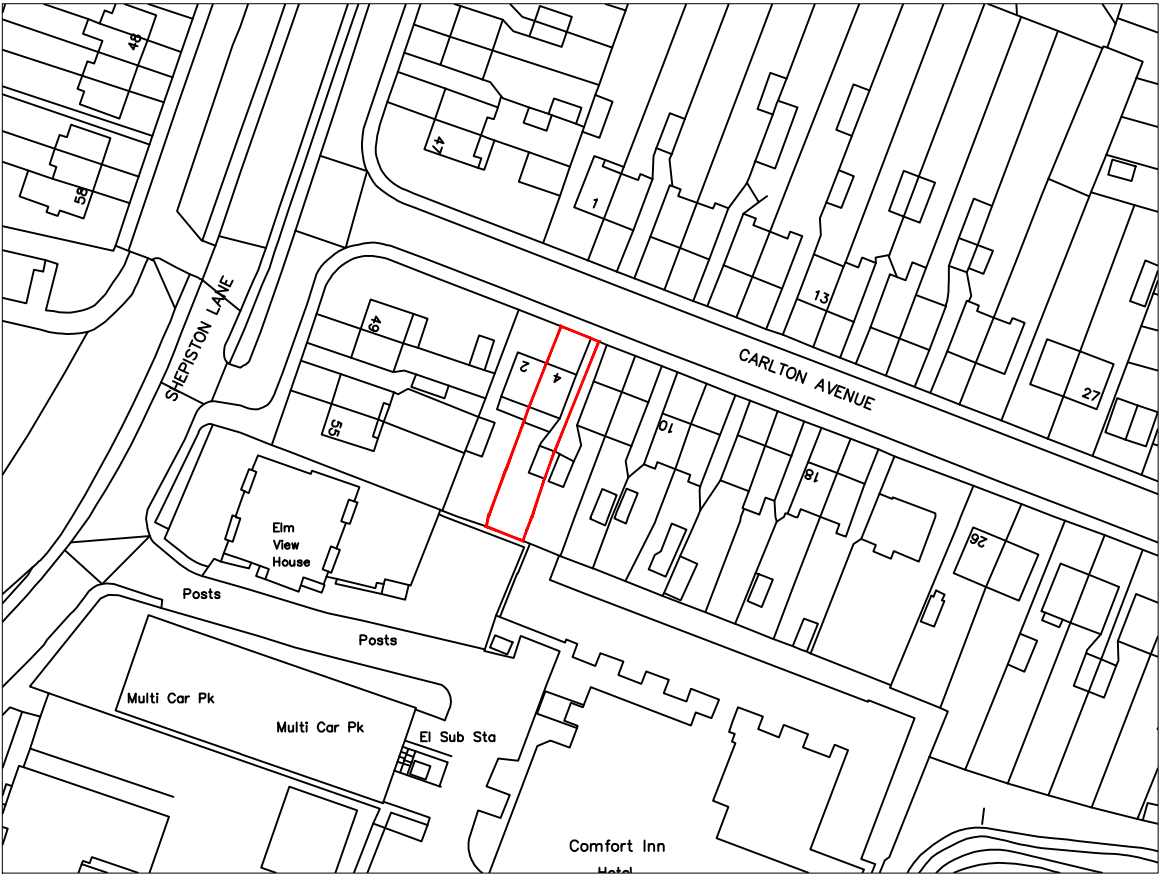 48
47
58
1
13
SHEPISTON LANE
49
2
4
CARLTON AVENUE
27
55
10
18
Elm
View
House
26
Posts
Posts
Multi Car Pk
Multi Car Pk
El Sub Sta
Comfort Inn
Hotel